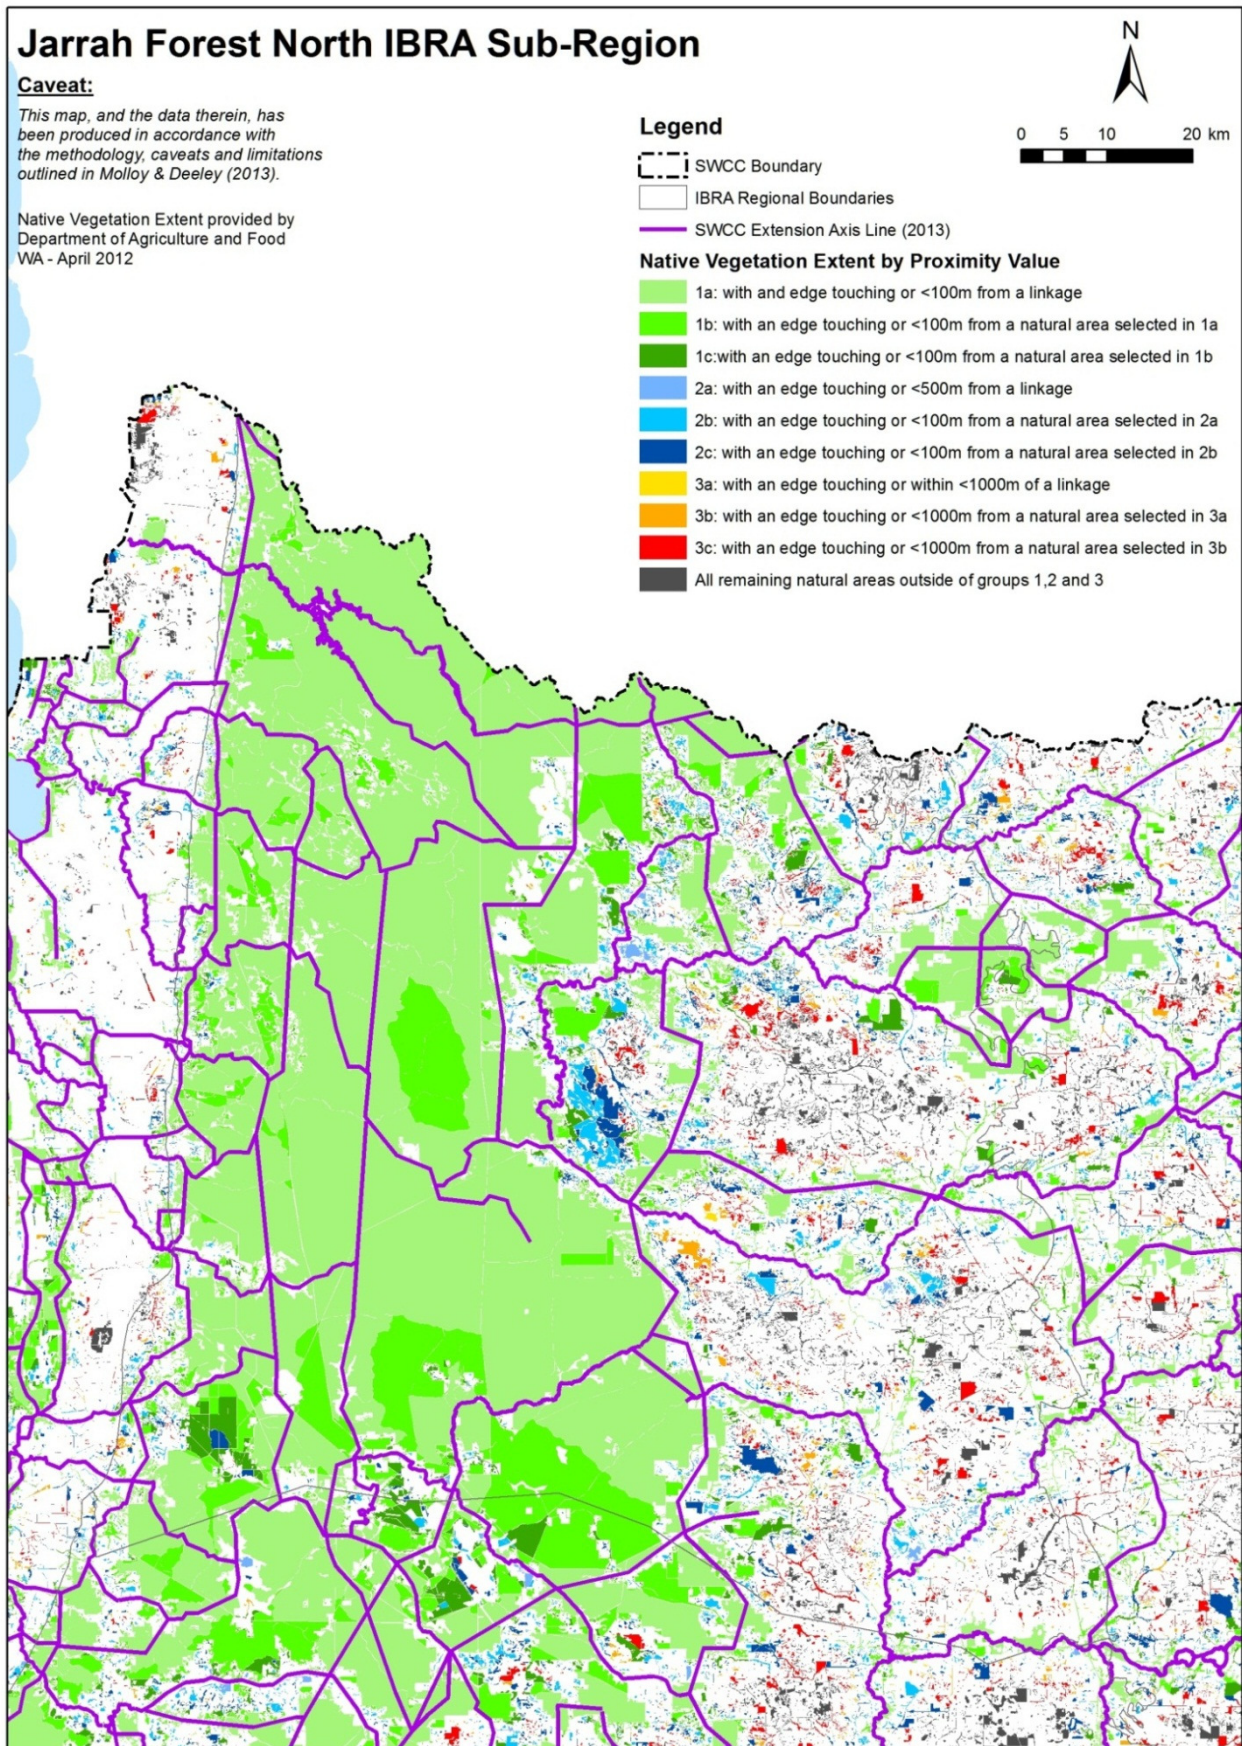 Jarrah Forest North IBRA Sub-Region
Caveat:
This map, and the data therein, has
been produced in accordance with
the methodology, caveats and limitations
outlined in Molloy & Deeley (2013).
Native Vegetation Extent provided by
Department of Agriculture and Food
WA - April 2012
N
0 5 10 20 km
Legend
SWCC Boundary
IBRA Regional Boundaries
SWCC Extension Axis Line (2013)
Native Vegetation Extent by Proximity Value
1a: with and edge touching or <100m from a linkage
1b: with an edge touching or <100m from a natural area selected in 1a
1c:with an edge touching or <100m from a natural area selected in 1b
2a: with an edge touching or <500m from a linkage
2b: with an edge touching or <100m from a natural area selected in 2a
2c: with an edge touching or <100m from a natural area selected in 2b
3a: with an edge touching or within <1000m of a linkage
3b: with an edge touching or <1000m from a natural area selected in 3a
3c: with an edge touching or <1000m from a natural area selected in 3b
All remaining natural areas outside of groups 1,2 and 3